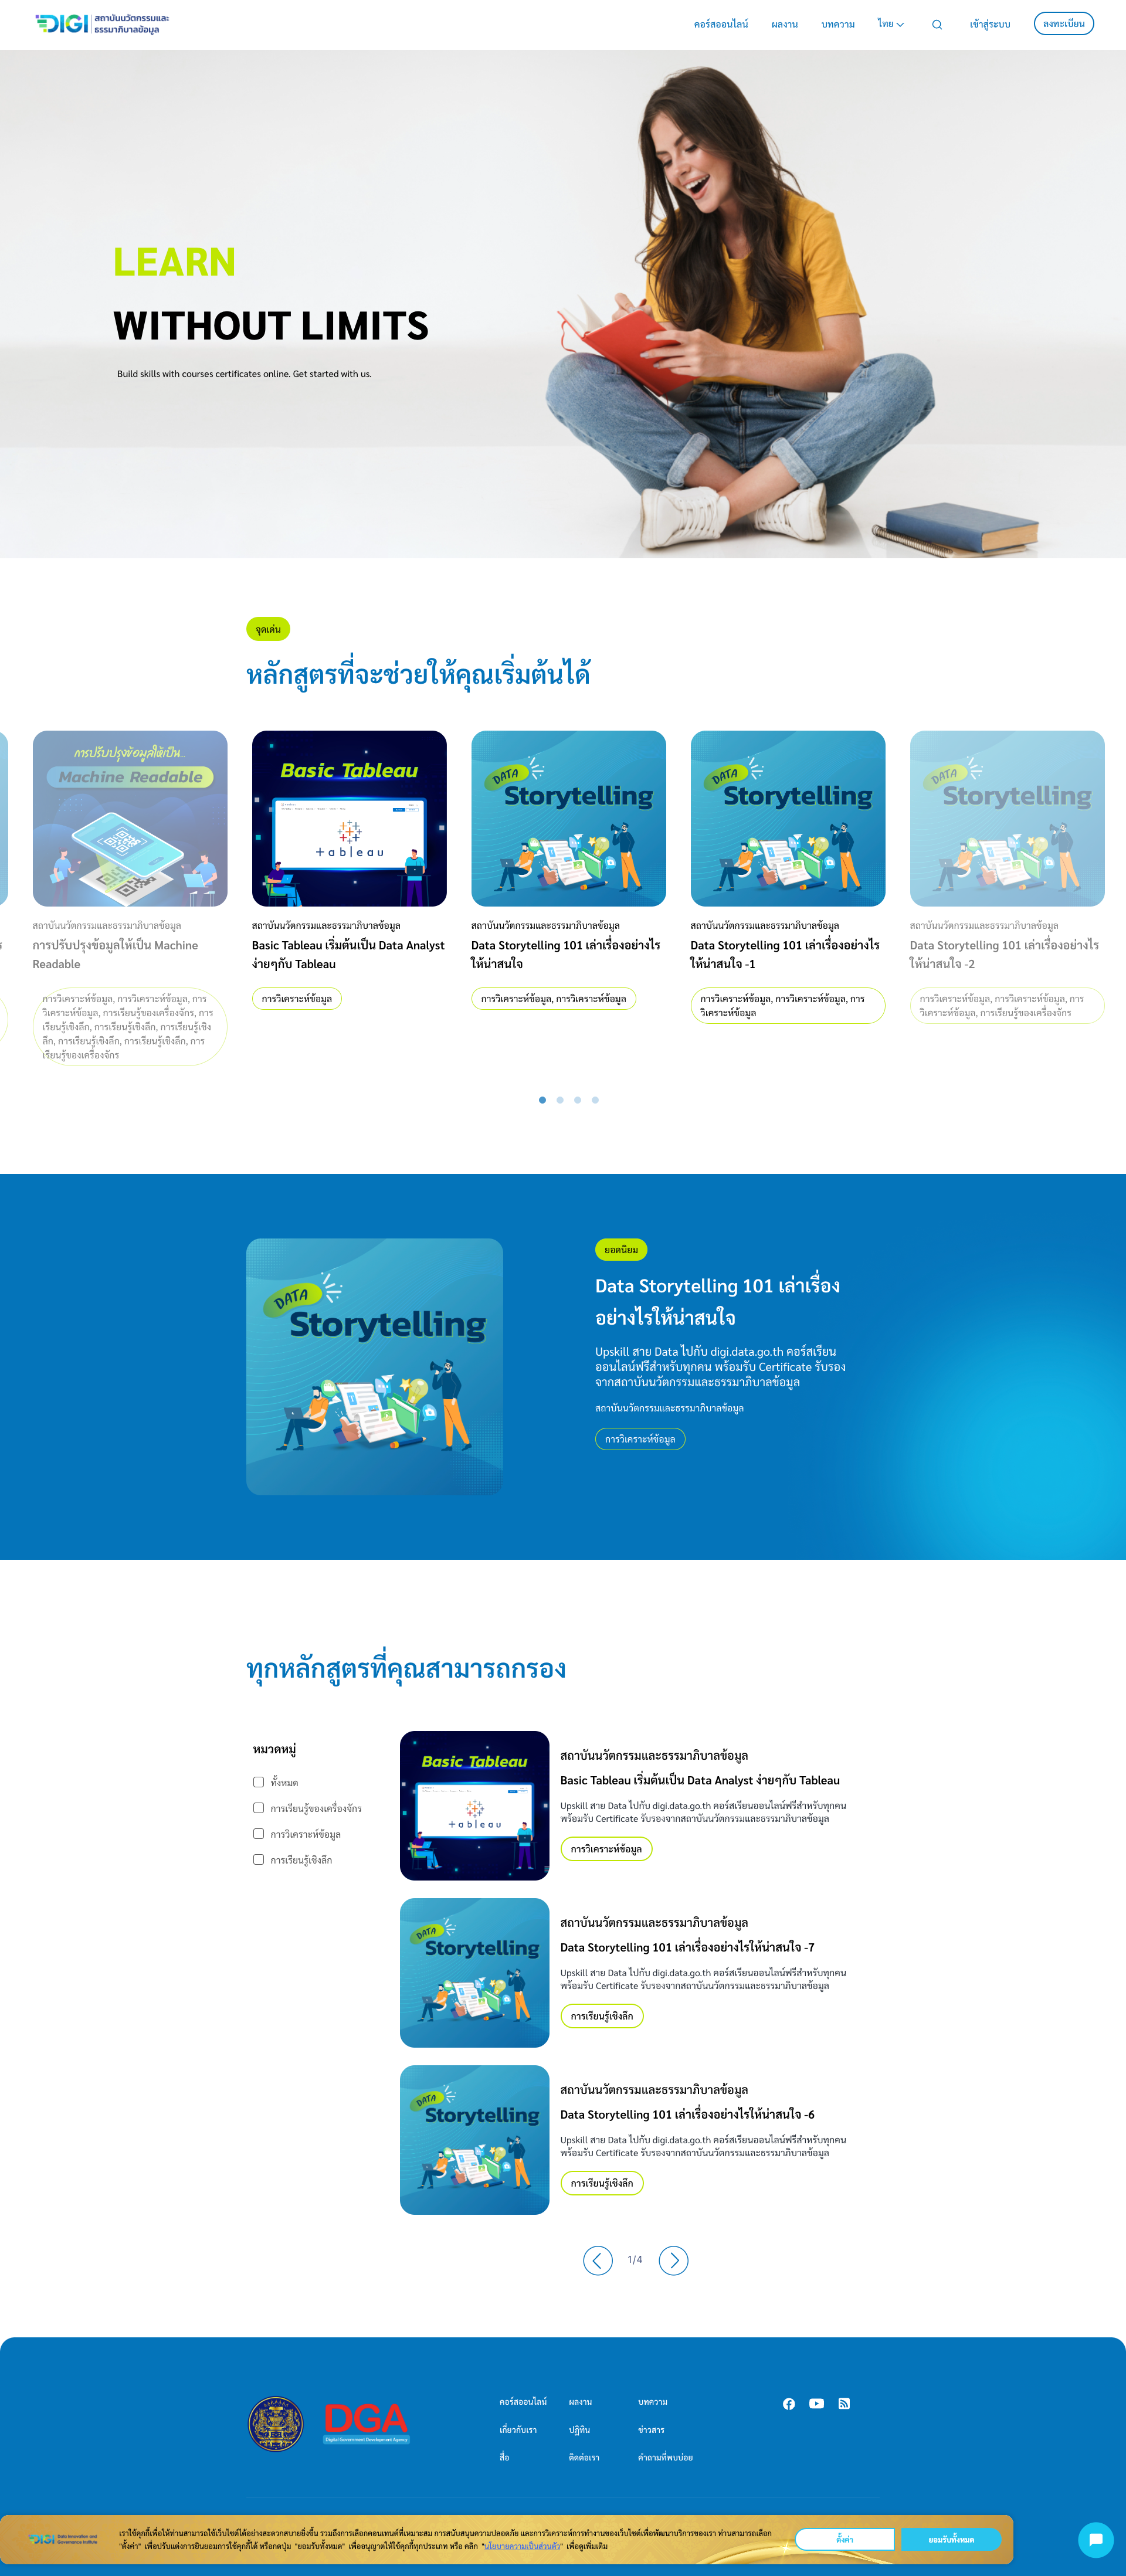 DIGI สถาบันนวัตกรรมและ
ธรรมาภิบาลข้อมูล
คอร์สออนไลน์
ผลงาน
บทความ
ไทย
เข้าสู่ระบบ
ลงทะเบียน
LEARN
WITHOUT LIMITS
Build skills with courses certificates online. Get started with us.
จุดเด่น
หลักสูตรที่จะช่วยให้คุณเริ่มต้นได้
การปรับปรุงข้อมูลให้เป็น...
Machine Readable
สถาบันนวัตกรรมและธรรมาภิบาลข้อมูล
การปรับปรุงข้อมูลให้เป็น Machine
Readable
การวิเคราะห์ข้อมูล, การวิเคราะห์ข้อมูล, การ
วิเคราะห์ข้อมูล, การเรียนรู้ของเครื่องจักร, การ
เรียนรู้เชิงลึก, การเรียนรู้เชิงลึก, การเรียนรู้เชิง
ลึก, การเรียนรู้เชิงลึก, การเรียนรู้เชิงลึก, การ
เรียนรู้ของเครื่องจักร
Basic Tableau
+ableau
สถาบันนวัตกรรมและธรรมาภิบาลข้อมูล
Basic Tableau เริ่มต้นเป็น Data Analyst
ง่ายๆกับ Tableau
การวิเคราะห์ข้อมูล
DATA
Storytelling
สถาบันนวัตกรรมและธรรมาภิบาลข้อมูล
Data Storytelling 101 เล่าเรื่องอย่างไร
ให้น่าสนใจ
การวิเคราะห์ข้อมูล, การวิเคราะห์ข้อมูล
DATA
Storytelling
สถาบันนวัตกรรมและธรรมาภิบาลข้อมูล
Data Storytelling 101 เล่าเรื่องอย่างไร
ให้น่าสนใจ -1
การวิเคราะห์ข้อมูล, การวิเคราะห์ข้อมูล, การ
วิเคราะห์ข้อมูล
DATA
Storytelling
สถาบันนวัตกรรมและธรรมาภิบาลข้อมูล
Data Storytelling 101 เล่าเรื่องอย่างไร
ให้น่าสนใจ -2
การวิเคราะห์ข้อมูล, การวิเคราะห์ข้อมูล, การ
วิเคราะห์ข้อมูล, การเรียนรู้ของเครื่องจักร
DATA
Storytelling
ยอดนิยม
Data Storytelling 101 เล่าเรื่อง
อย่างไรให้น่าสนใจ
Upskill สาย Data ไปกับ digi.data.go.th คอร์สเรียน
ออนไลน์ฟรีสำหรับทุกคน พร้อมรับ Certificate รับรอง
จากสถาบันนวัตกรรมและธรรมาภิบาลข้อมูล
สถาบันนวัตกรรมและธรรมาภิบาลข้อมูล
การวิเคราะห์ข้อมูล
ทุกหลักสูตรที่คุณสามารถกรอง
หมวดหมู่
ทั้งหมด
การเรียนรู้ของเครื่องจักร
การวิเคราะห์ข้อมูล
การเรียนรู้เชิงลึก
Basic Tableau
+ableau
สถาบันนวัตกรรมและธรรมาภิบาลข้อมูล
Basic Tableau เริ่มต้นเป็น Data Analyst ง่ายๆกับ Tableau
Upskill สาย Data ไปกับ digi.data.go.th คอร์สเรียนออนไลน์ฟรีสำหรับทุกคน
พร้อมรับ Certificate รับรองจากสถาบันนวัตกรรมและธรรมาภิบาลข้อมูล
การวิเคราะห์ข้อมูล
DATA
Storytelling
สถาบันนวัตกรรมและธรรมาภิบาลข้อมูล
Data Storytelling 101 เล่าเรื่องอย่างไรให้น่าสนใจ -7
Upskill สาย Data ไปกับ digi.data.go.th คอร์สเรียนออนไลน์ฟรีสำหรับทุกคน
พร้อมรับ Certificate รับรองจากสถาบันนวัตกรรมและธรรมาภิบาลข้อมูล
การเรียนรู้เชิงลึก
DATA
Storytelling
สถาบันนวัตกรรมและธรรมาภิบาลข้อมูล
Data Storytelling 101 เล่าเรื่องอย่างไรให้น่าสนใจ -6
Upskill สาย Data ไปกับ digi.data.go.th คอร์สเรียนออนไลน์ฟรีสำหรับทุกคน
พร้อมรับ Certificate รับรองจากสถาบันนวัตกรรมและธรรมาภิบาลข้อมูล
การเรียนรู้เชิงลึก
1/4
DGA
Digital Government Development Agency
คอร์สออนไลน์
ผลงาน
บทความ
เกี่ยวกับเรา
ปฏิทิน
ข่าวสาร
สื่อ
ติดต่อเรา
คำถามที่พบบ่อย
DIGI Data Innovation and
Governance Institute
เราใช้คุกกี้เพื่อให้ท่านสามารถใช้เว็บไซต์ได้อย่างสะดวกสบายยิ่งขึ้น รวมถึงการเลือกคอนเทนต์ที่เหมาะสม การสนับสนุนความปลอดภัย และการวิเคราะห์การทำงานของเว็บไซต์เพื่อพัฒนาบริการของเรา ท่านสามารถเลือก
"ตั้งค่า" เพื่อปรับแต่งการยินยอมการใช้คุกกี้ได้ หรือกดปุ่ม "ยอมรับทั้งหมด" เพื่ออนุญาตให้ใช้คุกกี้ทุกประเภท หรือ คลิก "นโยบายความเป็นส่วนตัว" เพื่อดูเพิ่มเติม
ตั้งค่า
ยอมรับทั้งหมด